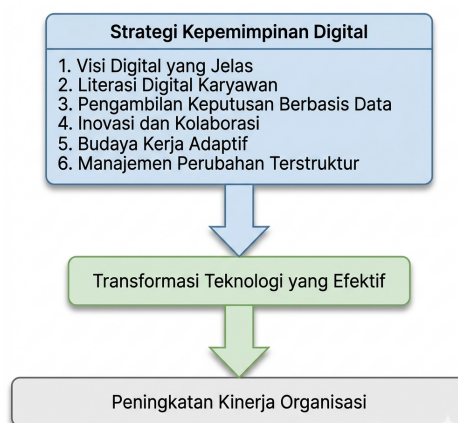 Strategi Kepemimpinan Digital
1. Visi Digital yang Jelas
2. Literasi Digital Karyawan
3. Pengambilan Keputusan Berbasis Data
4. Inovasi dan Kolaborasi
5. Budaya Kerja Adaptif
6. Manajemen Perubahan Terstruktur
Transformasi Teknologi yang Efektif
Peningkatan Kinerja Organisasi